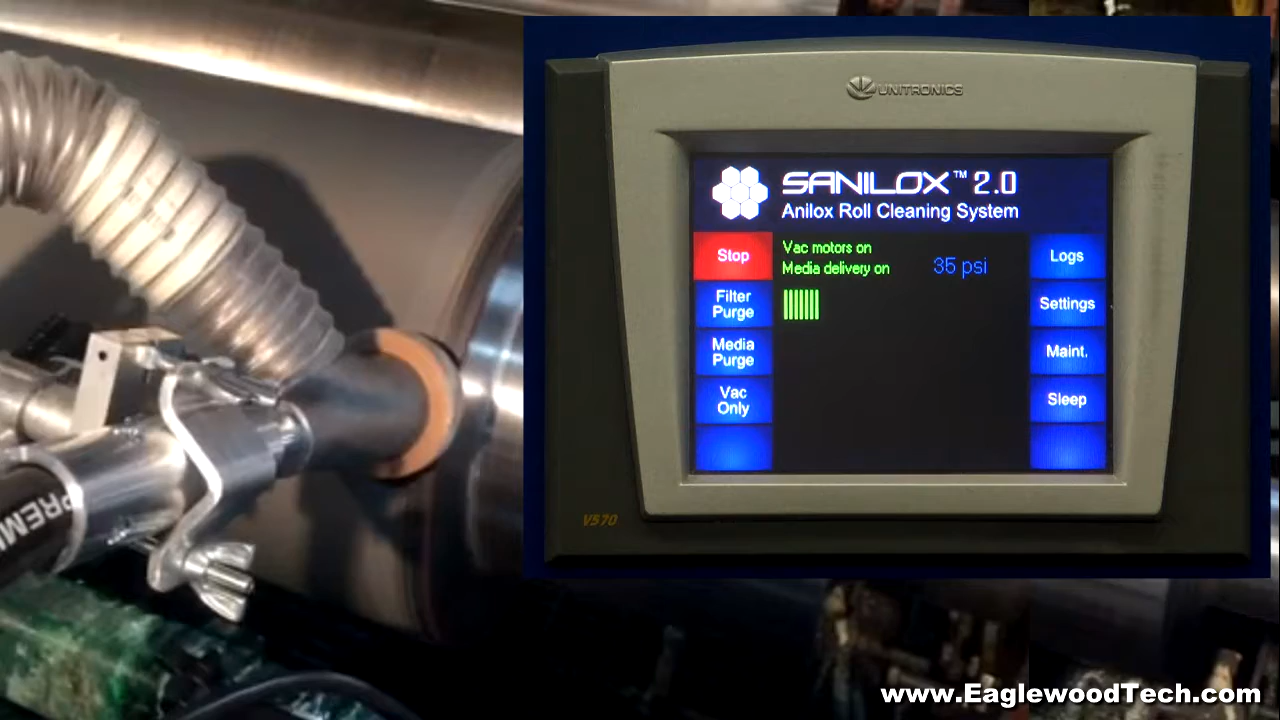 UNITRONICS
SANILOX™ 2.0
Anilox Roll Cleaning System
Stop
Vac motors on
Media delivery on
35 psi
Logs
Filter
Purge
Settings
Media
Purge
Maint.
Vac
Only
Sleep
V570
www.EaglewoodTech.com